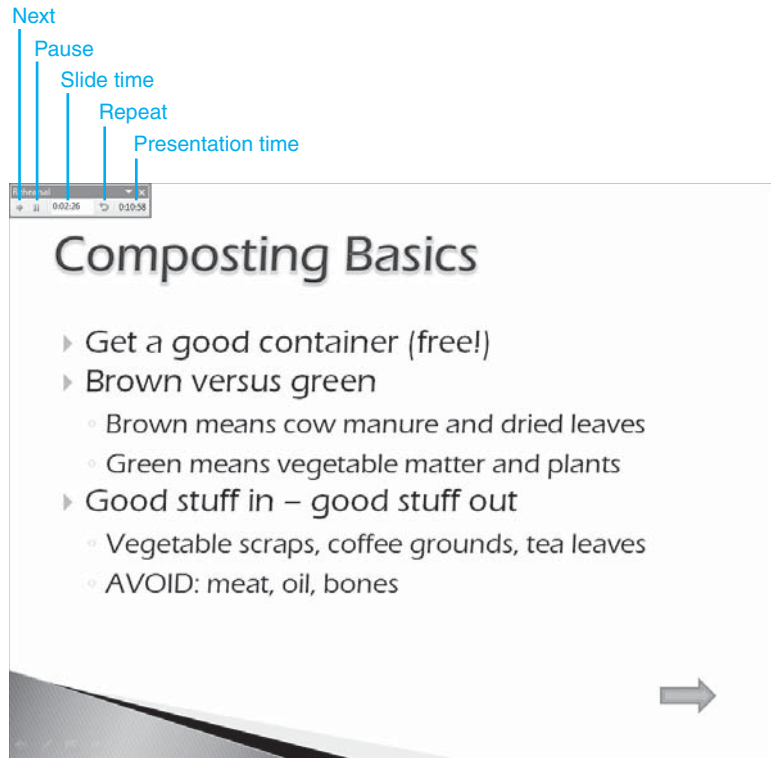 Next
Pause
Slide time
Repeat
Presentation time
Rehearsal
0:02:26 0:10:58
Composting Basics
Get a good container (free!)
Brown versus green
Brown means cow manure and dried leaves
Green means vegetable matter and plants
Good stuff in – good stuff out
Vegetable scraps, coffee grounds, tea leaves
AVOID: meat, oil, bones